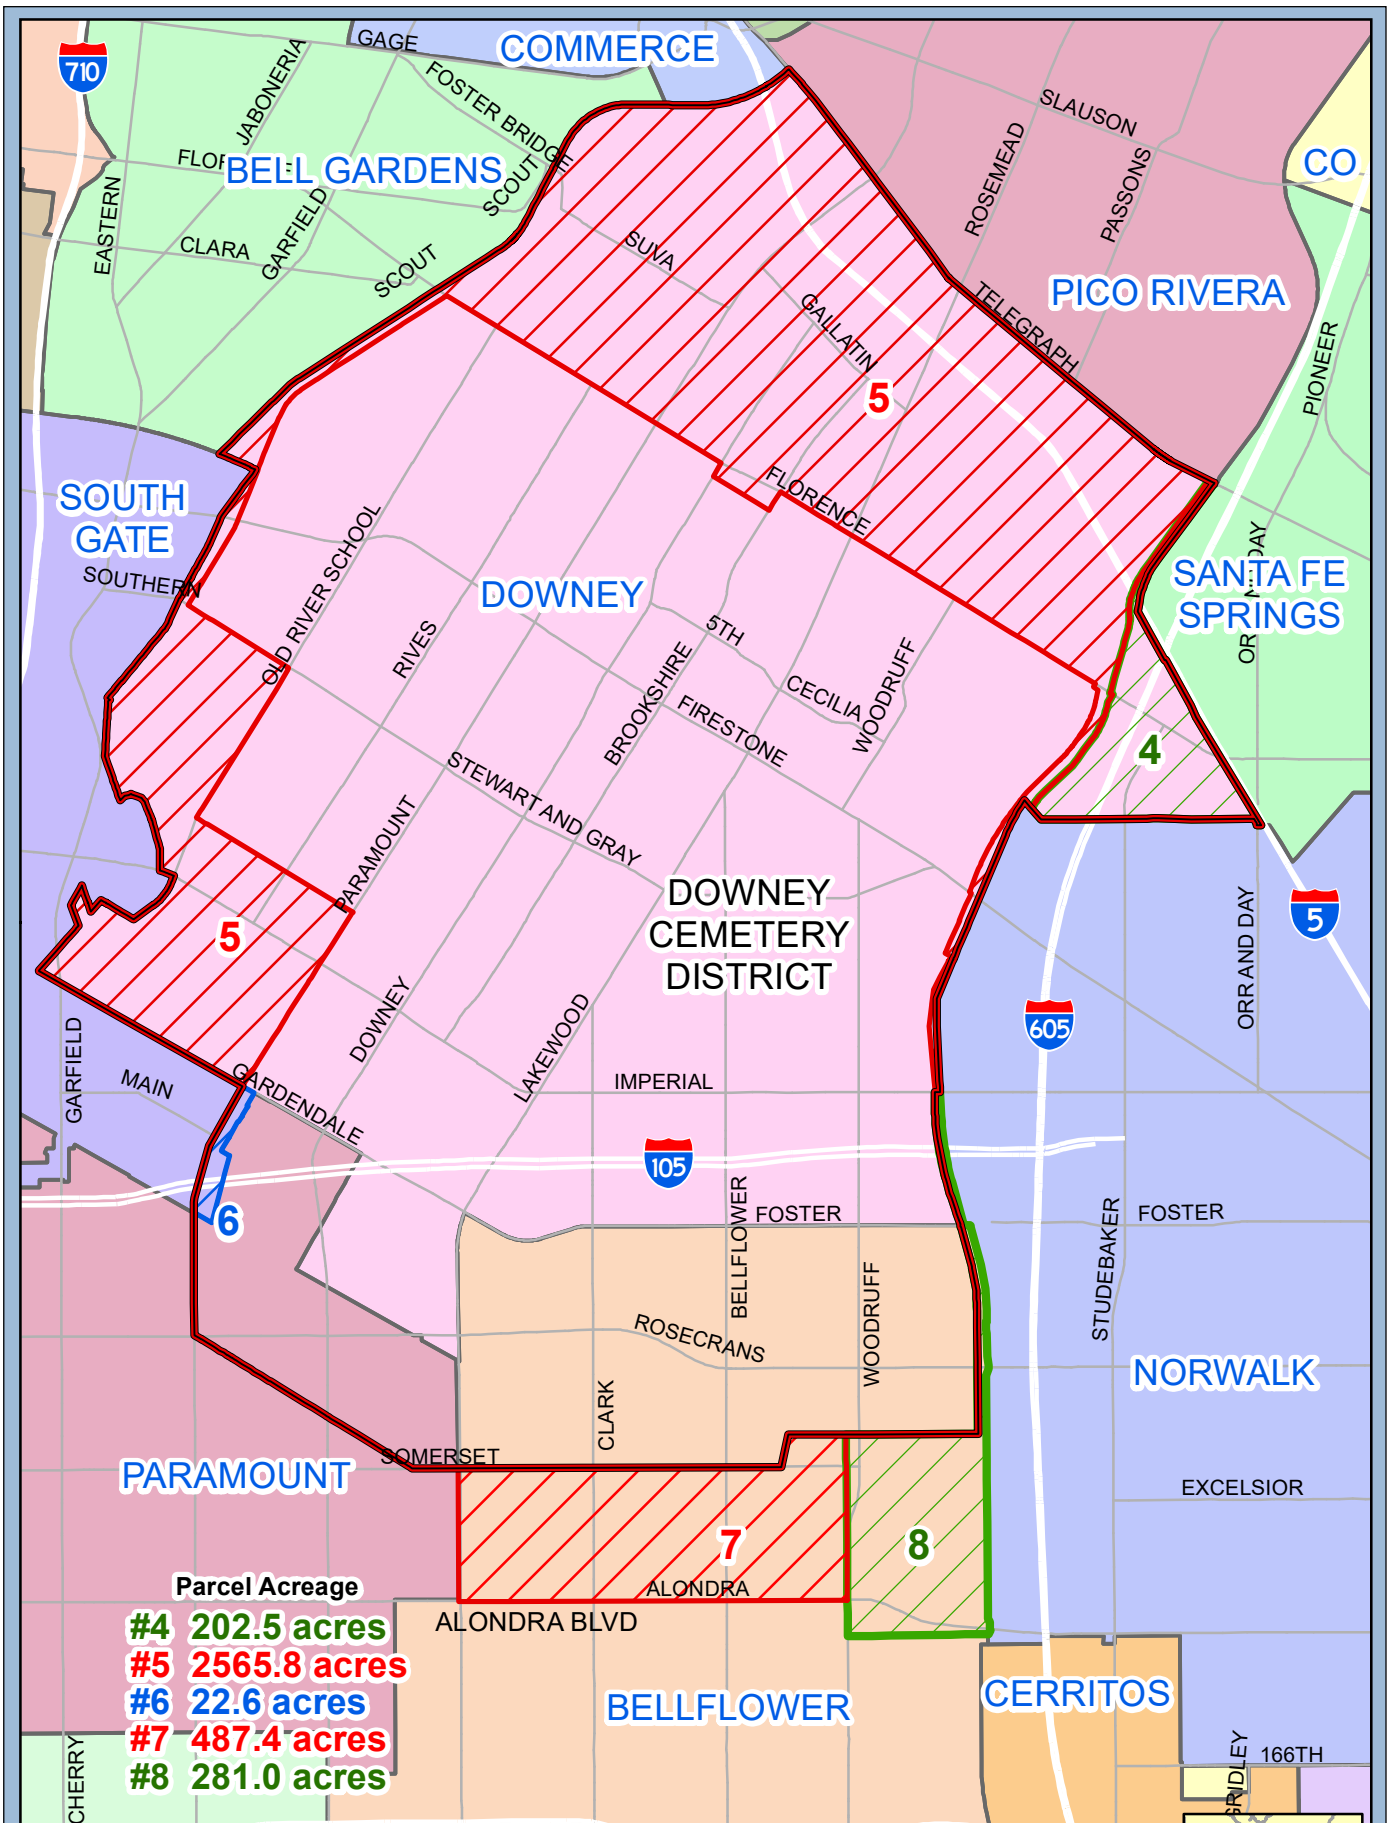 GAGE
COMMERCE
710
JABONERIA
FOSTER BRIDGE
SLAUSON
ROSEMEAD
PASSONS
CO
BELL GARDENS
SCOUT
EASTERN
GARFIELD
CLARA
SCOUT
SUVA
PICO RIVERA
TELEGRAPH
GALLATIN
PIONEER
5
FLORENCE
SOUTH
GATE
SOUTHERN
OLD RIVER SCHOOL
DOWNEY
SANTA FE
SPRINGS
RIVES
5TH
BROOKSHIRE
CECILIA
WOODRUFF
FIRESTONE
4
STEWART AND GRAY
PARAMOUNT
DOWNEY
CEMETERY
DISTRICT
5
5
ORR AND DAY
605
DOWNEY
LAKEWOOD
GARFIELD
MAIN
GARDENDALE
IMPERIAL
105
6
BELLFLOWER
FOSTER
STUDEBAKER
FOSTER
WOODRUFF
ROSECRANS
CLARK
NORWALK
SOMERSET
PARAMOUNT
EXCELSIOR
7
8
ALONDRA
ALONDRA BLVD
Parcel Acreage
#4 202.5 acres
#5 2565.8 acres
#6 22.6 acres
#7 487.4 acres
#8 281.0 acres
BELLFLOWER
CERRITOS
CHERRY
GRIDLEY
166TH